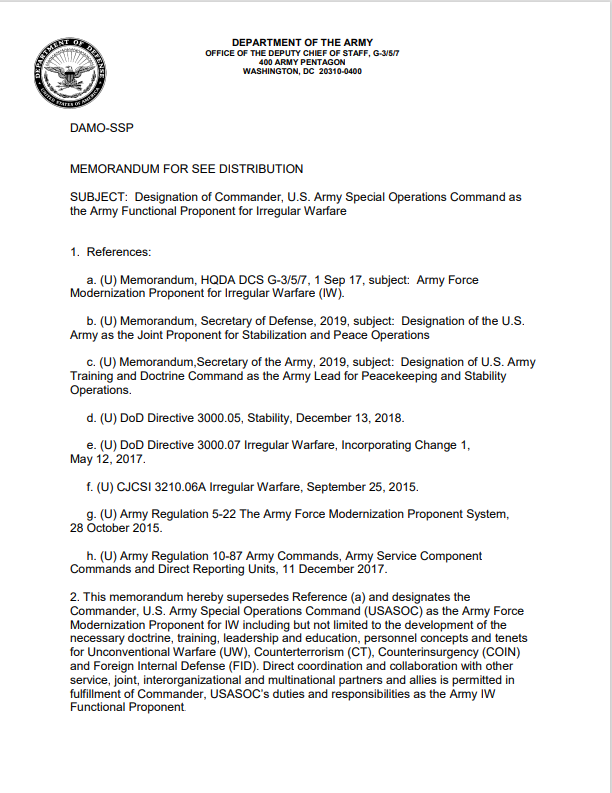 DEPARTMENT OF THE ARMY
OFFICE OF THE DEPUTY CHIEF OF STAFF, G-3/5/7
400 ARMY PENTAGON
WASHINGTON, DC 20310-0400
DEPARTMENT OF DEFENSE
UNITED STATES OF AMERICA
DAMO-SSP
MEMORANDUM FOR SEE DISTRIBUTION
SUBJECT: Designation of Commander, U.S. Army Special Operations Command as
the Army Functional Proponent for Irregular Warfare
1. References:
a. (U) Memorandum, HQDA DCS G-3/5/7, 1 Sep 17, subject: Army Force
Modernization Proponent for Irregular Warfare (IW).
b. (U) Memorandum, Secretary of Defense, 2019, subject: Designation of the U.S.
Army as the Joint Proponent for Stabilization and Peace Operations
c. (U) Memorandum,Secretary of the Army, 2019, subject: Designation of U.S. Army
Training and Doctrine Command as the Army Lead for Peacekeeping and Stability
Operations.
d. (U) DoD Directive 3000.05, Stability, December 13, 2018.
e. (U) DoD Directive 3000.07 Irregular Warfare, Incorporating Change 1,
May 12, 2017.
f. (U) CJCSI 3210.06A Irregular Warfare, September 25, 2015.
g. (U) Army Regulation 5-22 The Army Force Modernization Proponent System,
28 October 2015.
h. (U) Army Regulation 10-87 Army Commands, Army Service Component
Commands and Direct Reporting Units, 11 December 2017.
2. This memorandum hereby supersedes Reference (a) and designates the
Commander, U.S. Army Special Operations Command (USASOC) as the Army Force
Modernization Proponent for IW including but not limited to the development of the
necessary doctrine, training, leadership and education, personnel concepts and tenets
for Unconventional Warfare (UW), Counterterrorism (CT), Counterinsurgency (COIN)
and Foreign Internal Defense (FID). Direct coordination and collaboration with other
service, joint, interorganizational and multinational partners and allies is permitted in
fulfillment of Commander, USASOC's duties and responsibilities as the Army IW
Functional Proponent.